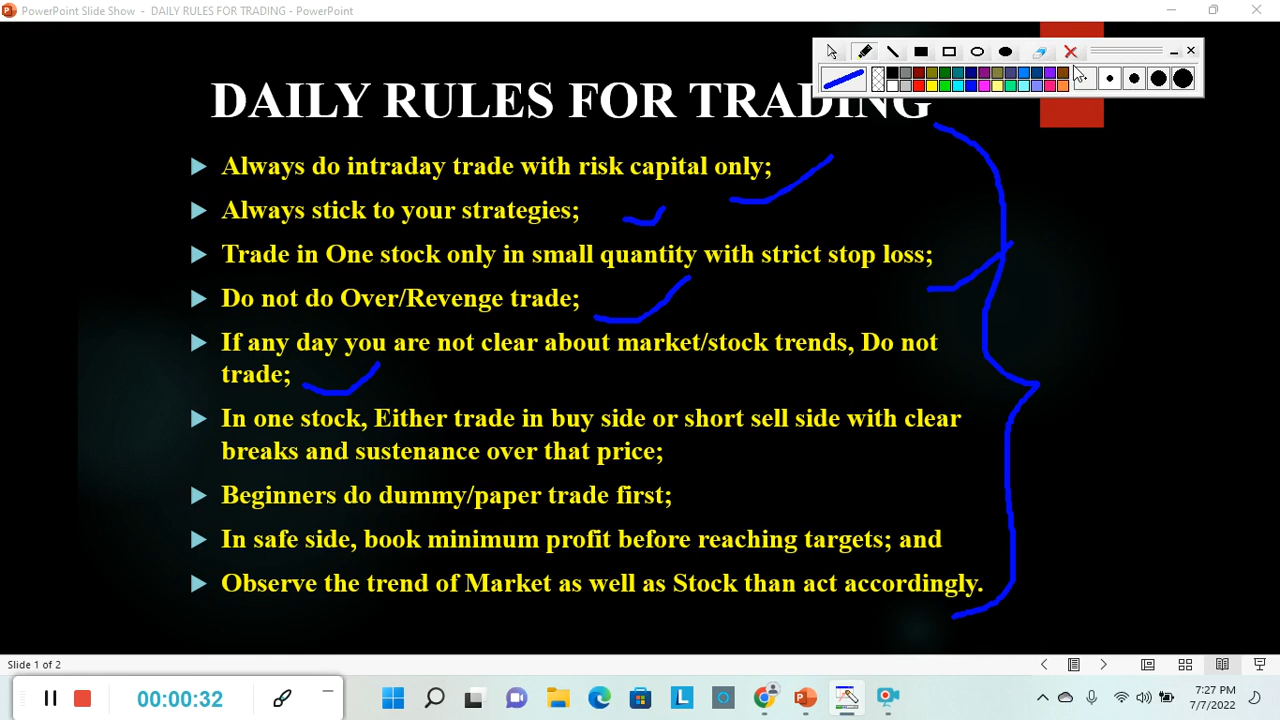 PowerPoint Slide Show - DAILY RULES FOR TRADING - PowerPoint
DAILY RULES FOR TRADING
Always do intraday trade with risk capital only;
Always stick to your strategies;
Trade in One stock only in small quantity with strict stop loss;
Do not do Over/Revenge trade;
If any day you are not clear about market/stock trends, Do not
trade;
In one stock, Either trade in buy side or short sell side with clear
breaks and sustenance over that price;
Beginners do dummy/paper trade first;
In safe side, book minimum profit before reaching targets; and
Observe the trend of Market as well as Stock than act accordingly.
Slide 1 of 2
00:00:32
L
7:27 PM
7/7/2022